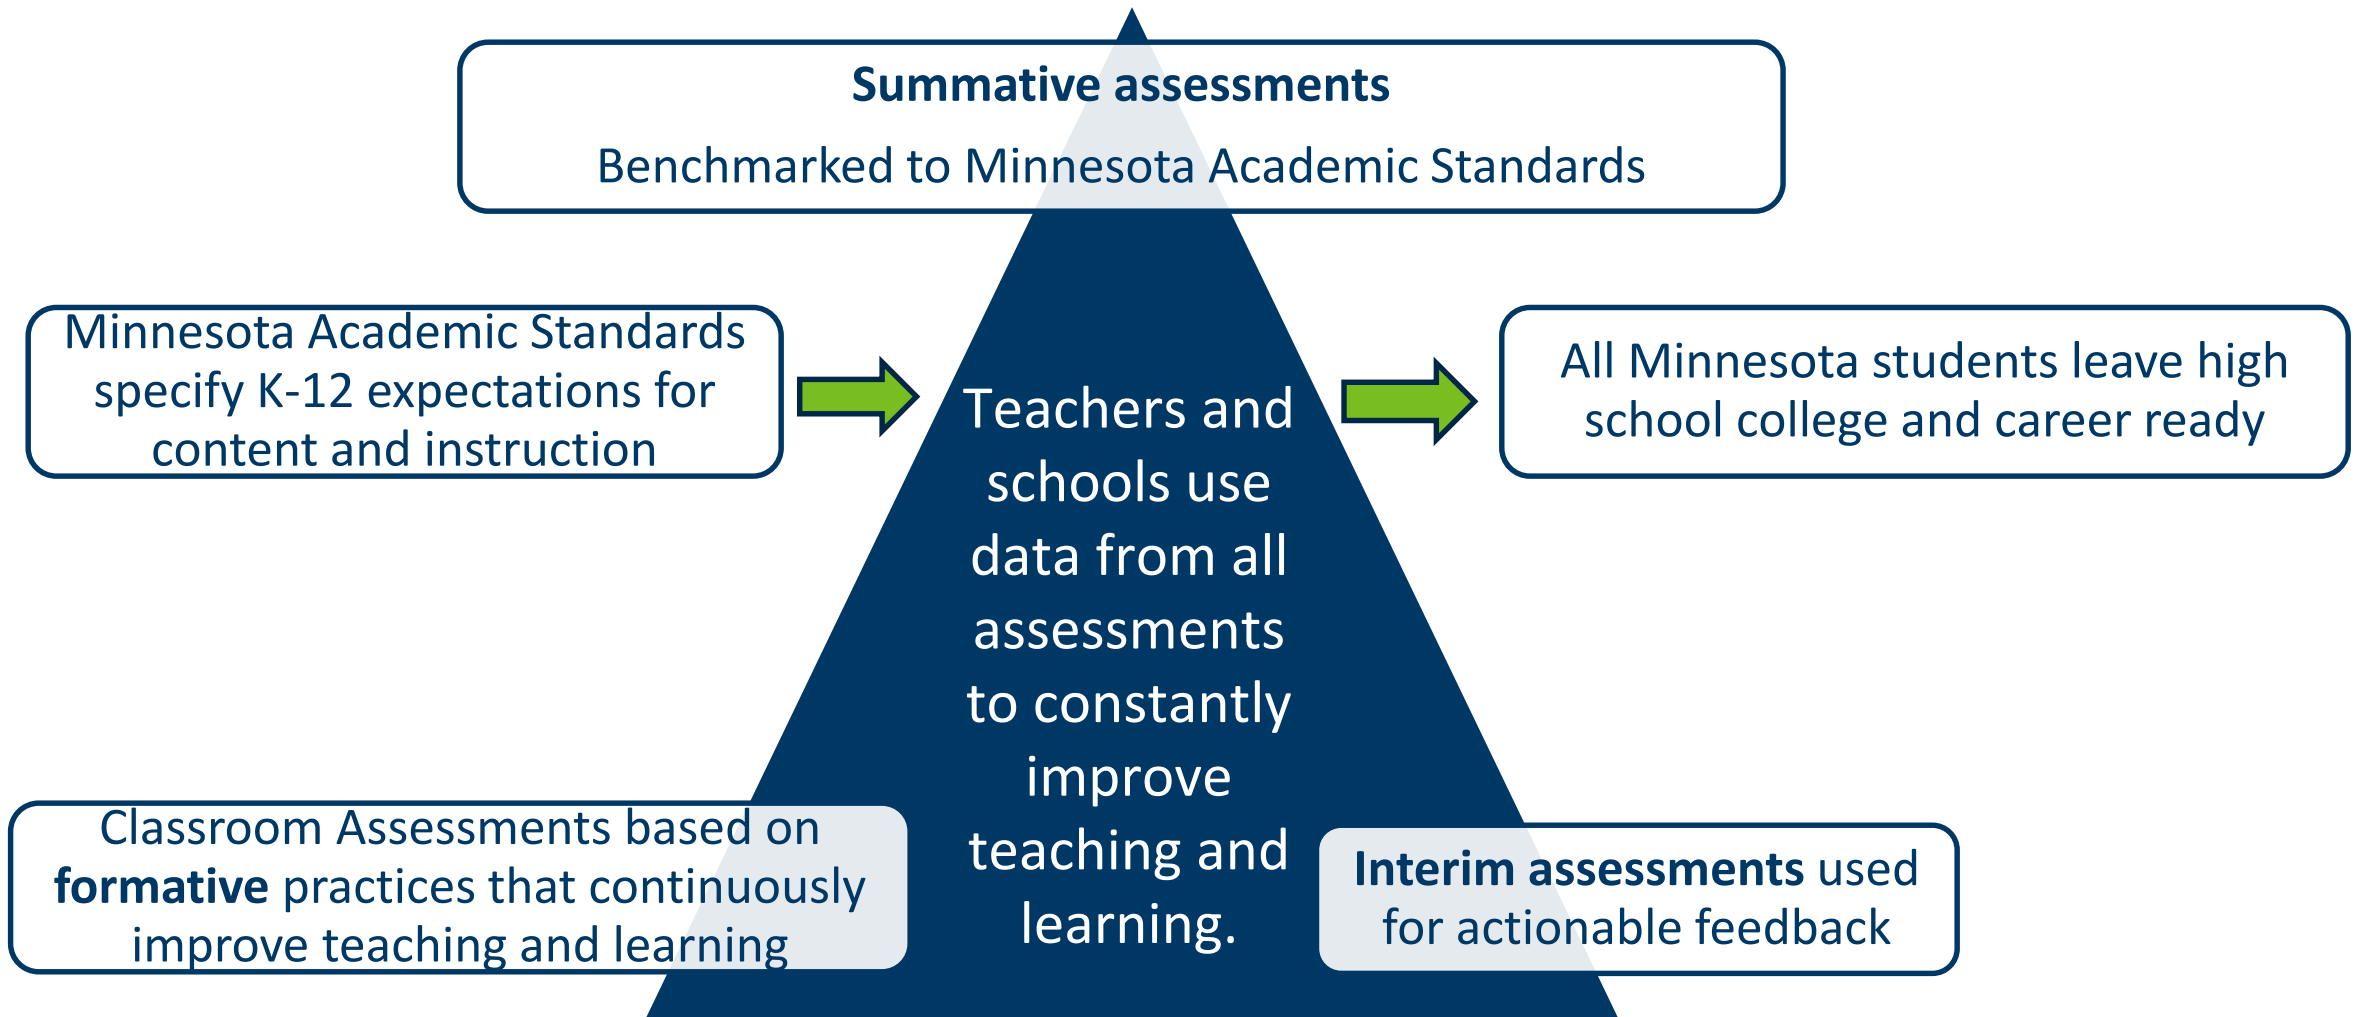 Summative assessments
Benchmarked to Minnesota Academic Standards
Minnesota Academic Standards
specify K-12 expectations for
content and instruction
Teachers and
schools use
data from all
assessments
to constantly
improve
teaching and
learning.
All Minnesota students leave high
school college and career ready
Classroom Assessments based on
formative practices that continuously
improve teaching and learning
Interim assessments used
for actionable feedback